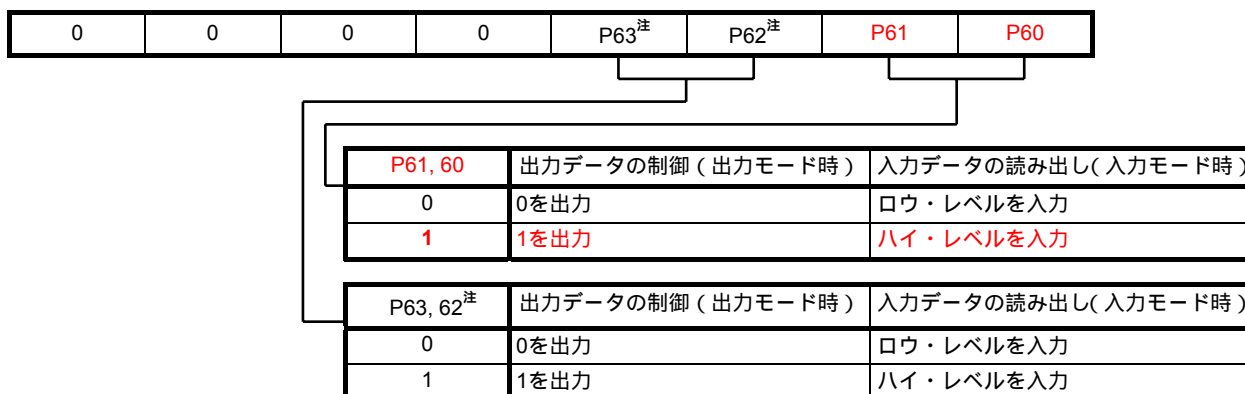 0 0 0 0 P63注 P62注 P61 P60
P61, 60 出力データの制御（出力モード時） 入力データの読み出し（入力モード時）
0 0を出力 ロウ・レベルを入力
1 1を出力 ハイ・レベルを入力
P63, 62注 出力データの制御（出力モード時） 入力データの読み出し（入力モード時）
0 0を出力 ロウ・レベルを入力
1 1を出力 ハイ・レベルを入力